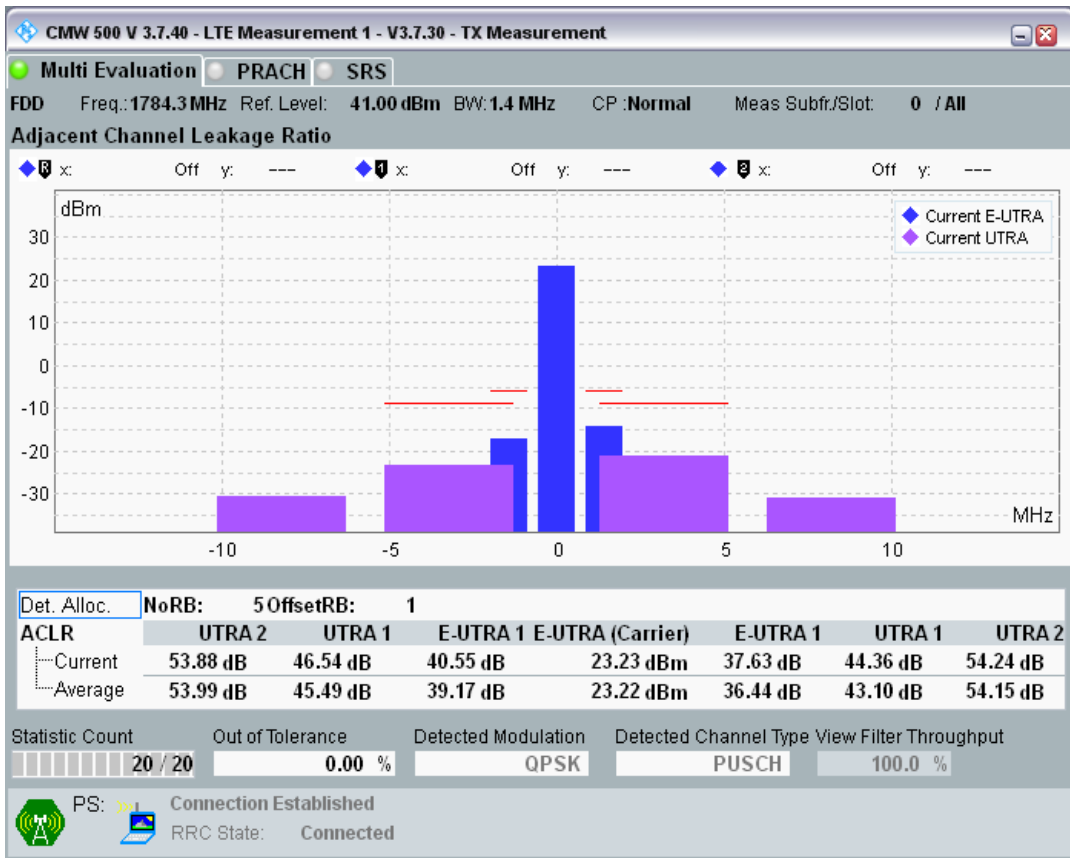 CMW 500 V 3.7.40 - LTE Measurement 1 - V3.7.30 - TX Measurement
Multi Evaluation PRACH SRS
FDD Freq.:1784.3 MHz Ref. Level: 41.00 dBm BW:1.4 MHz CP :Normal Meas Subfr./Slot: 0 / All
Adjacent Channel Leakage Ratio
R x: Off y: --- 1 x: Off y: --- 2 x: Off y: ---
dBm
Current E-UTRA
Current UTRA
30
20
10
0
-10
-20
-30
MHz
-10 -5 0 5 10
Det. Alloc. NoRB: 5 OffsetRB: 1
ACLR UTRA 2 UTRA 1 E-UTRA 1 E-UTRA (Carrier) E-UTRA 1 UTRA 1 UTRA 2
Current 53.88 dB 46.54 dB 40.55 dB 23.23 dBm 37.63 dB 44.36 dB 54.24 dB
Average 53.99 dB 45.49 dB 39.17 dB 23.22 dBm 36.44 dB 43.10 dB 54.15 dB
Statistic Count Out of Tolerance Detected Modulation Detected Channel Type View Filter Throughput
20 / 20 0.00 % QPSK PUSCH 100.0 %
PS: Connection Established
RRC State: Connected